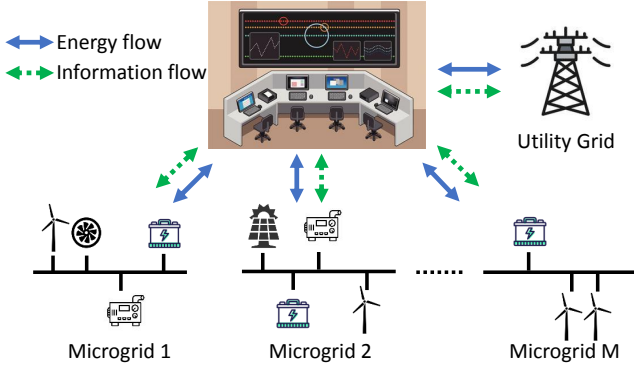 Energy flow
Information flow
Utility Grid
Microgrid 1
Microgrid 2
Microgrid M